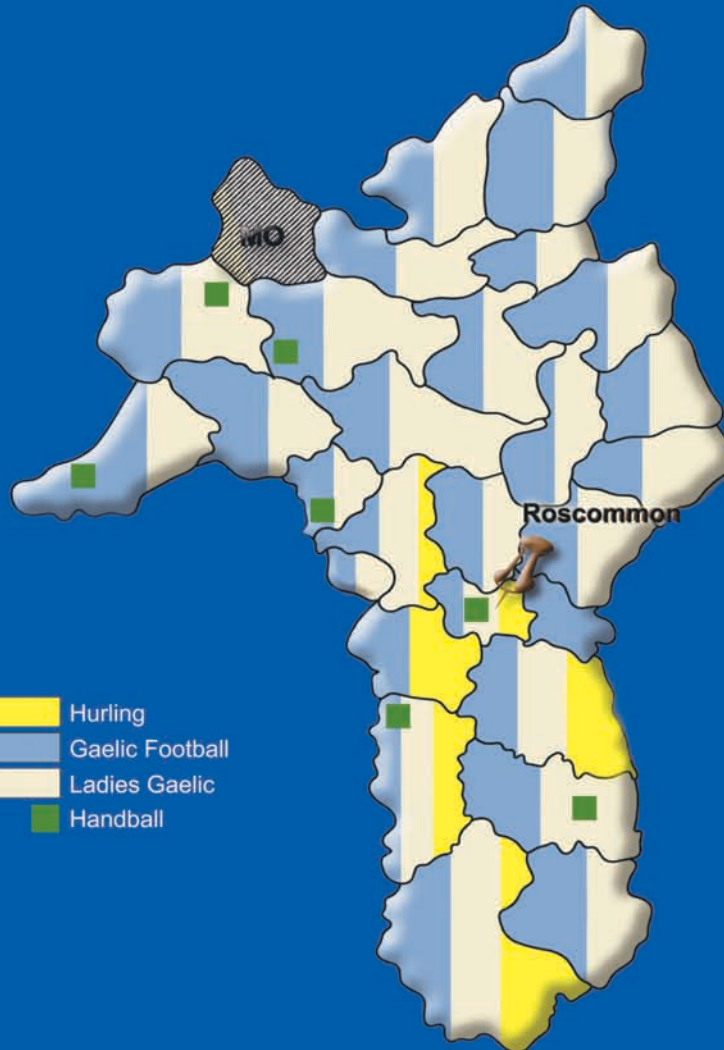 MO
Roscommon
Hurling
Gaelic Football
Ladies Gaelic
Handball